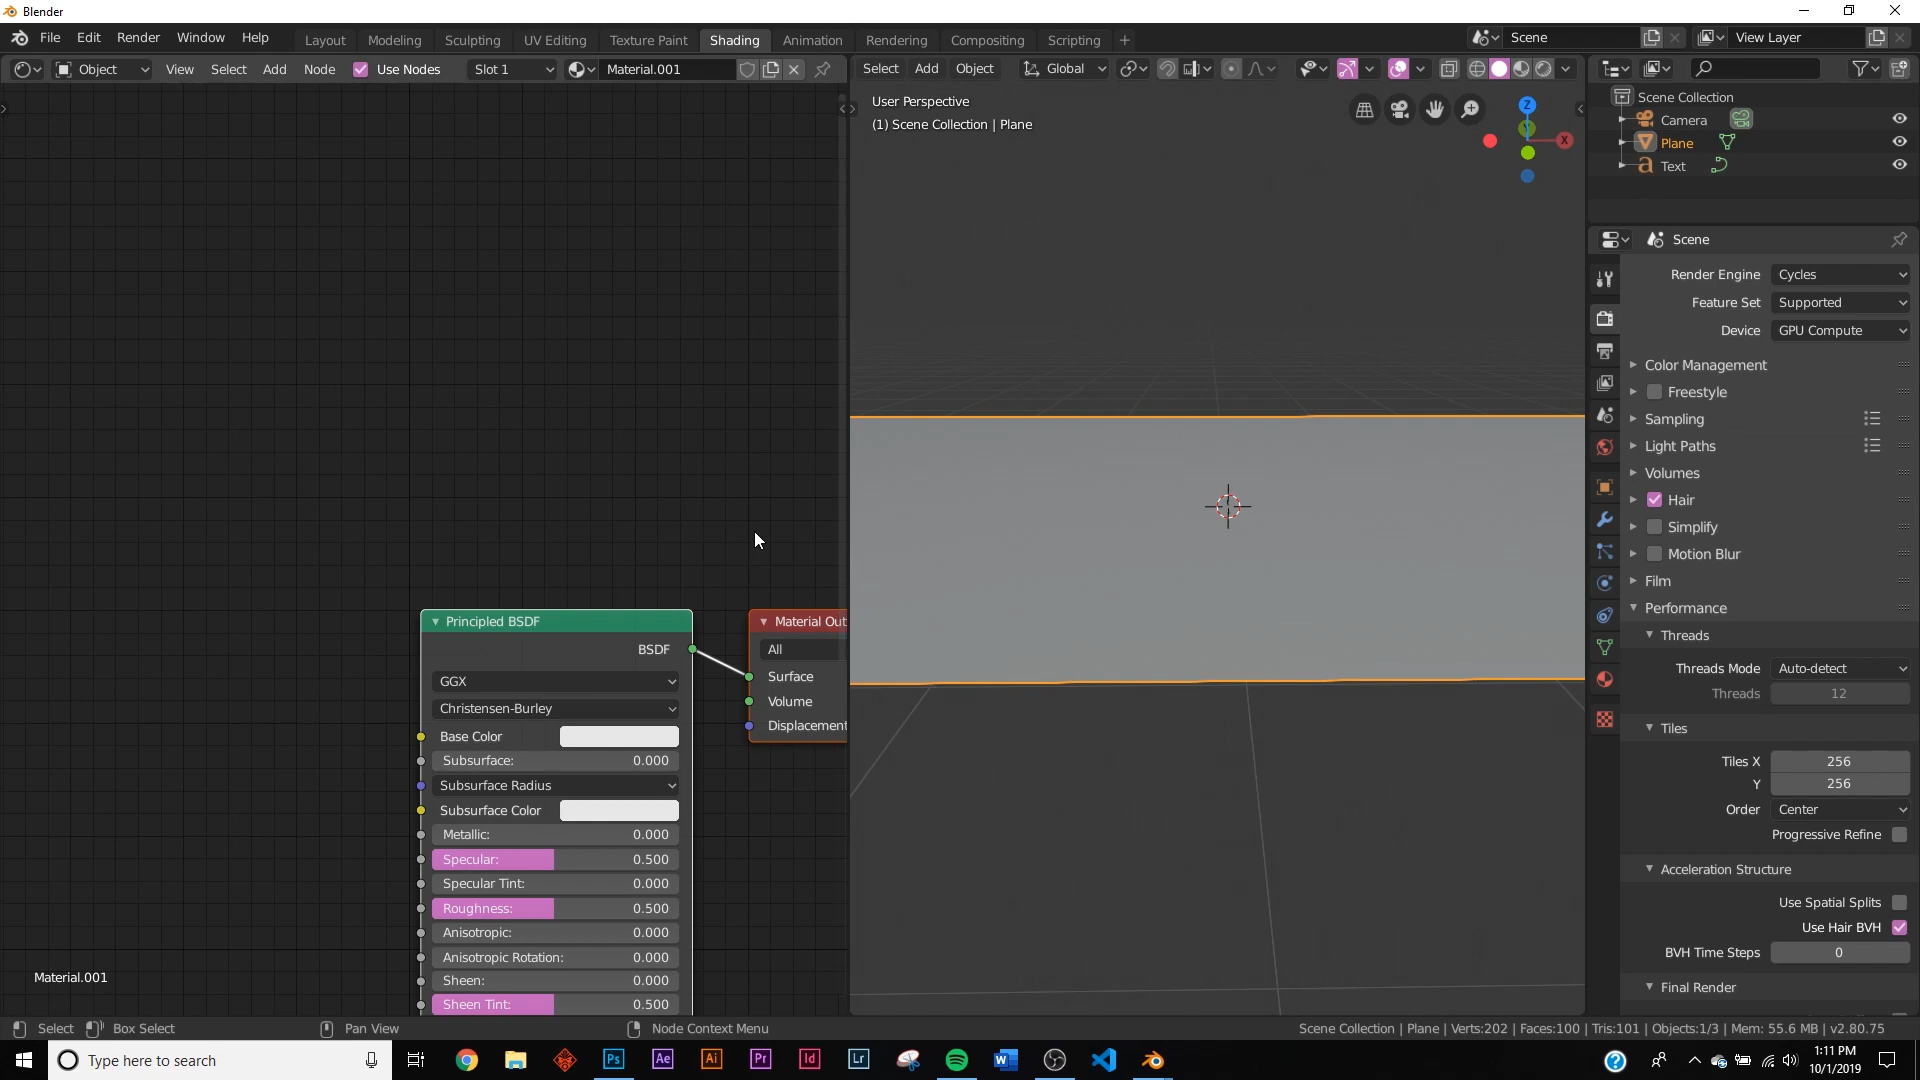 Blender
File Edit Render Window Help
Layout Modeling Sculpting UV Editing Texture Paint Shading Animation Rendering Compositing Scripting
Scene View Layer
Object View Select Add Node Use Nodes Slot 1 Material.001
Select Add Object Global
User Perspective
(1) Scene Collection | Plane
Z
Y
X
Scene Collection
Camera
Plane
Text
Scene
Render Engine Cycles
Feature Set Supported
Device GPU Compute
Color Management
Freestyle
Sampling
Light Paths
Volumes
Hair
Simplify
Motion Blur
Film
Performance
Threads
Threads Mode Auto-detect
Threads 12
Tiles
Tiles X 256
Y 256
Order Center
Progressive Refine
Acceleration Structure
Use Spatial Splits
Use Hair BVH
BVH Time Steps 0
Final Render
Principled BSDF
BSDF
GGX
Christensen-Burley
Base Color
Subsurface: 0.000
Subsurface Radius
Subsurface Color
Metallic: 0.000
Specular: 0.500
Specular Tint: 0.000
Roughness: 0.500
Anisotropic: 0.000
Anisotropic Rotation: 0.000
Sheen: 0.000
Sheen Tint: 0.500
Material Out
All
Surface
Volume
Displacement
Material.001
Select Box Select Pan View Node Context Menu
Scene Collection | Plane | Verts:202 | Faces:100 | Tris:101 | Objects:1/3 | Mem: 55.6 MB | v2.80.75
Type here to search
Ps Ae Ai Pr Id Lr
1:11 PM
10/1/2019